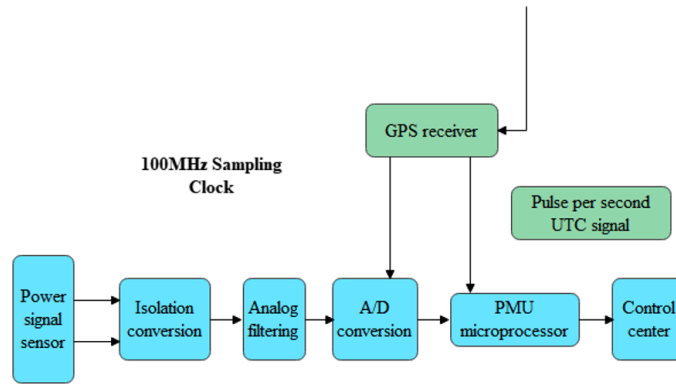 GPS receiver
100MHz Sampling
Clock
Pulse per second
UTC signal
Power
signal
sensor
Isolation
conversion
Analog
filtering
A/D
conversion
PMU
microprocessor
Control
center